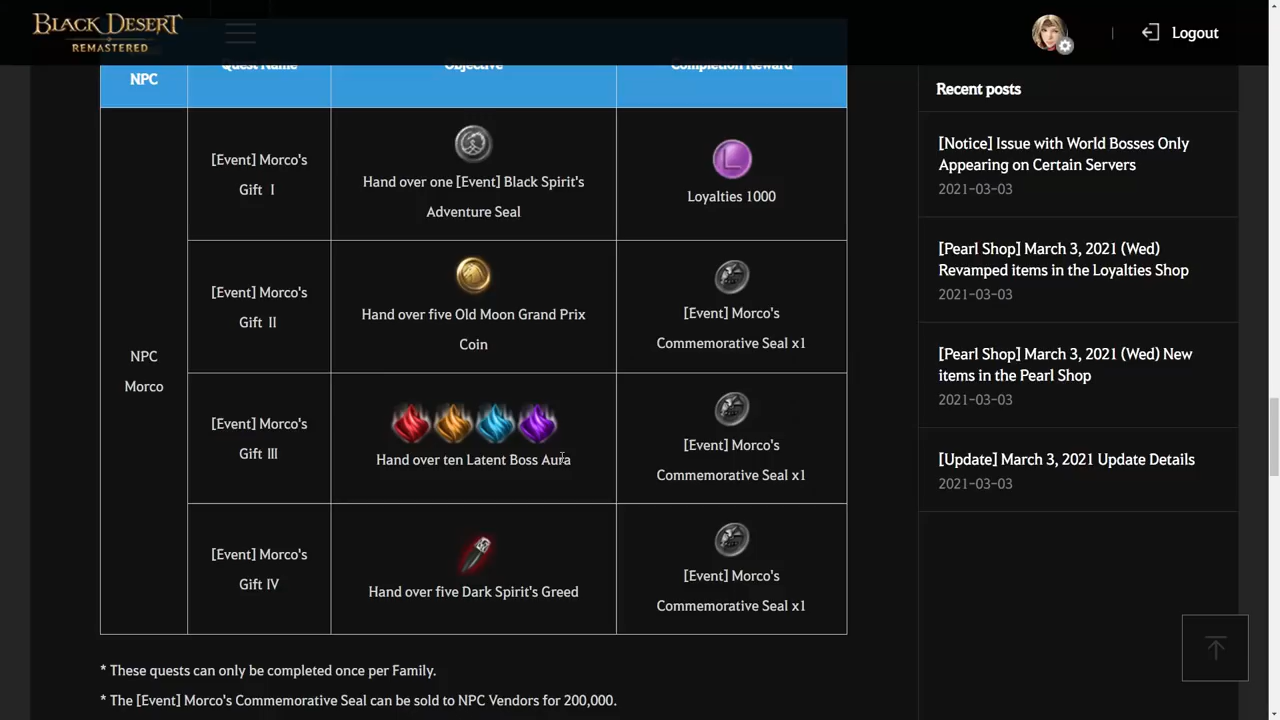 BLACK DESERT
REMASTERED
Logout
NPC
Quest Name
Objective
Completion Reward
NPC
Morco
[Event] Morco's
Gift Ⅰ
Hand over one [Event] Black Spirit's
Adventure Seal
Loyalties 1000
[Event] Morco's
Gift Ⅱ
Hand over five Old Moon Grand Prix
Coin
[Event] Morco's
Commemorative Seal x1
[Event] Morco's
Gift Ⅲ
Hand over ten Latent Boss Aura
[Event] Morco's
Commemorative Seal x1
[Event] Morco's
Gift Ⅳ
Hand over five Dark Spirit's Greed
[Event] Morco's
Commemorative Seal x1
* These quests can only be completed once per Family.
* The [Event] Morco's Commemorative Seal can be sold to NPC Vendors for 200,000.
Recent posts
[Notice] Issue with World Bosses Only
Appearing on Certain Servers
2021-03-03
[Pearl Shop] March 3, 2021 (Wed)
Revamped items in the Loyalties Shop
2021-03-03
[Pearl Shop] March 3, 2021 (Wed) New
items in the Pearl Shop
2021-03-03
[Update] March 3, 2021 Update Details
2021-03-03